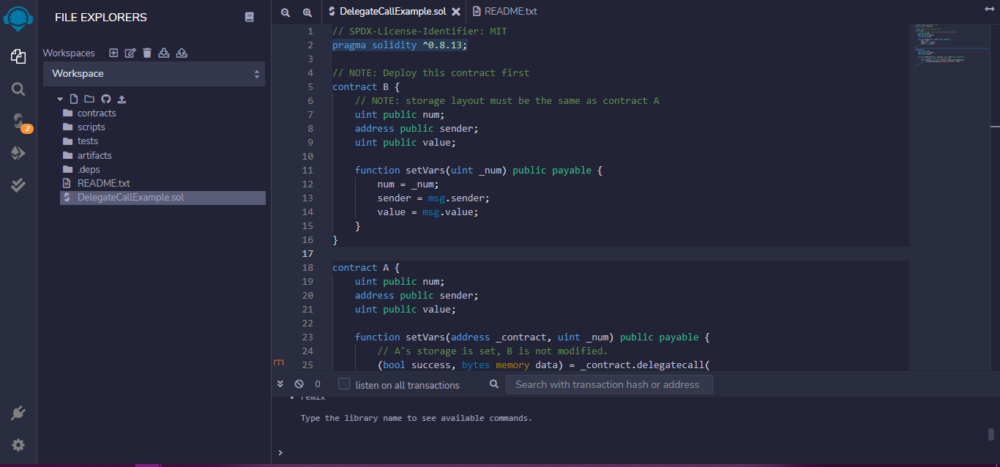 FILE EXPLORERS
Workspaces
Workspace
contracts
scripts
tests
artifacts
.deps
README.txt
DelegateCallExample.sol
2
DelegateCallExample.sol
README.txt
1 // SPDX-License-Identifier: MIT
2 pragma solidity ^0.8.13;
3
4 // NOTE: Deploy this contract first
5 contract B {
6 // NOTE: storage layout must be the same as contract A
7 uint public num;
8 address public sender;
9 uint public value;
10
11 function setVars(uint _num) public payable {
12 num = _num;
13 sender = msg.sender;
14 value = msg.value;
15 }
16 }
17
18 contract A {
19 uint public num;
20 address public sender;
21 uint public value;
22
23 function setVars(address _contract, uint _num) public payable {
24 // A's storage is set, B is not modified.
25 (bool success, bytes memory data) = _contract.delegatecall(
0
listen on all transactions
Search with transaction hash or address
• remix
Type the library name to see available commands.
>